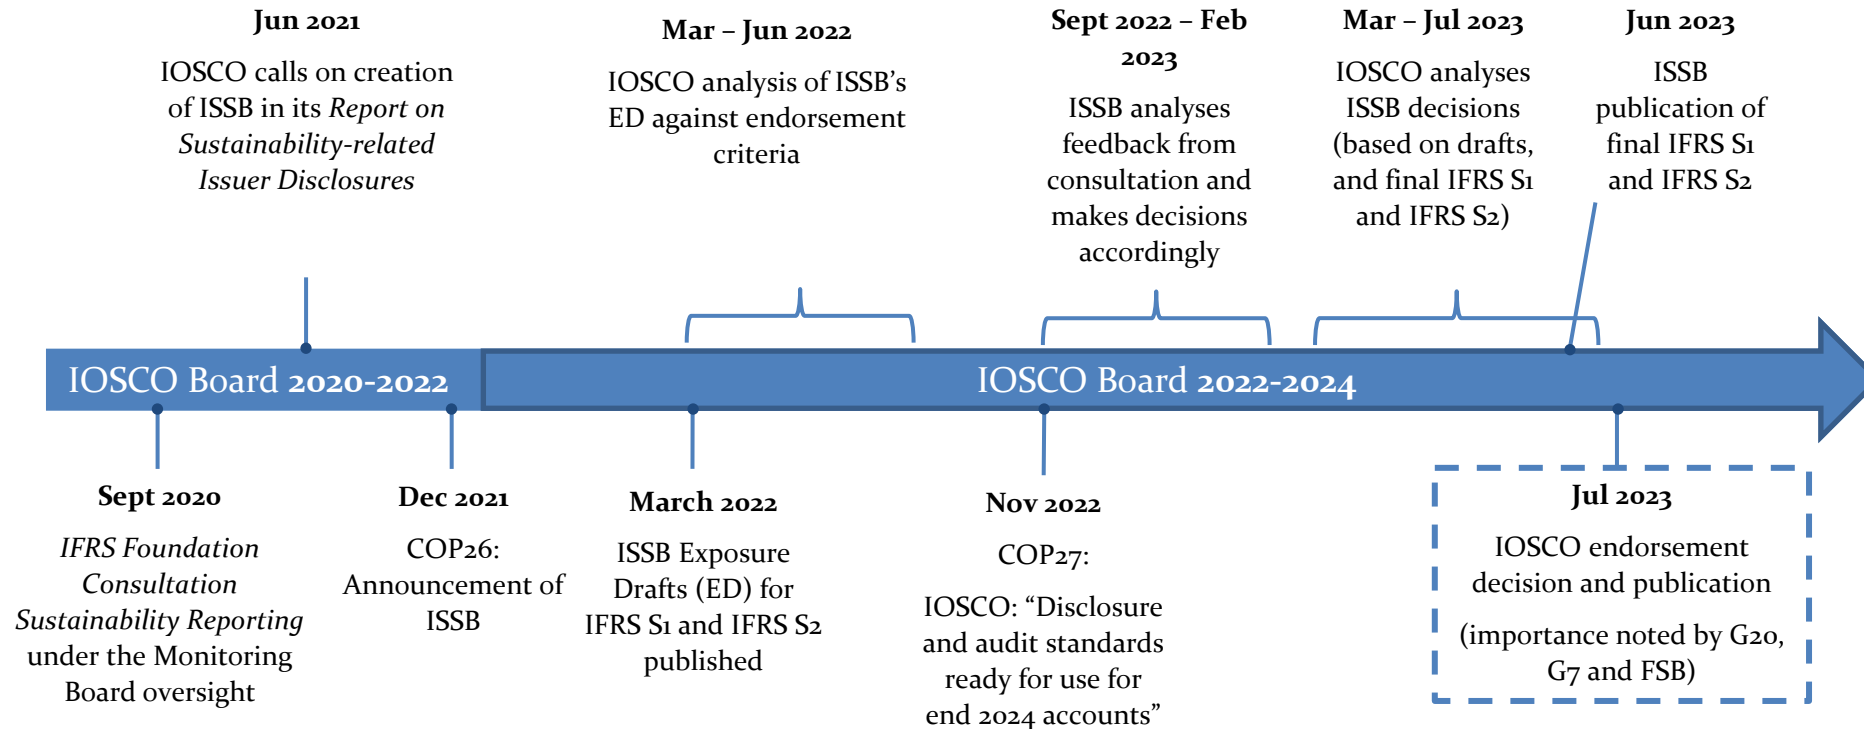 Jun 2021
IOSCO calls on creation
of ISSB in its Report on
Sustainability-related
Issuer Disclosures
Mar – Jun 2022
IOSCO analysis of ISSB’s
ED against endorsement
criteria
Sept 2022 – Feb
2023
ISSB analyses
feedback from
consultation and
makes decisions
accordingly
Mar – Jul 2023
IOSCO analyses
ISSB decisions
(based on drafts,
and final IFRS S1
and IFRS S2)
Jun 2023
ISSB
publication of
final IFRS S1
and IFRS S2
IOSCO Board 2020-2022
IOSCO Board 2022-2024
Sept 2020
IFRS Foundation
Consultation
Sustainability Reporting
under the Monitoring
Board oversight
Dec 2021
COP26:
Announcement of
ISSB
March 2022
ISSB Exposure
Drafts (ED) for
IFRS S1 and IFRS S2
published
Nov 2022
COP27:
IOSCO: “Disclosure
and audit standards
ready for use for
end 2024 accounts”
Jul 2023
IOSCO endorsement
decision and publication
(importance noted by G20,
G7 and FSB)